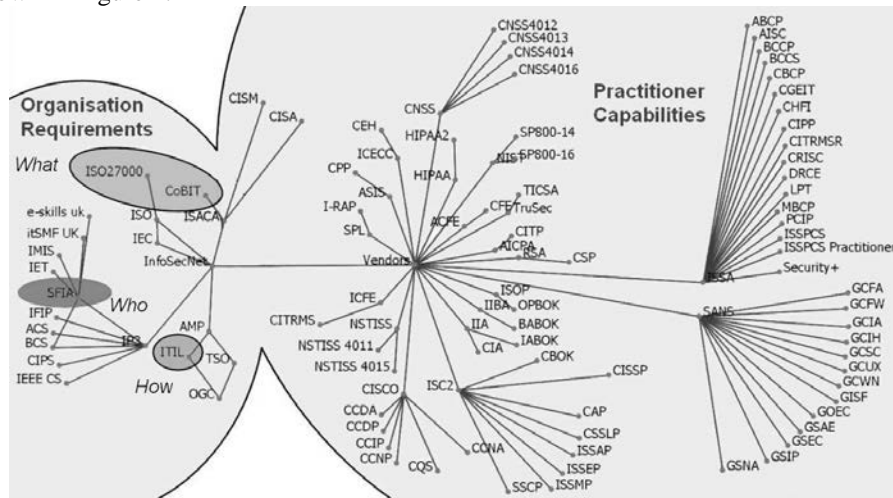 CNSS4012
CNSS4013
CNSS4014
CNSS4016
Organisation
Requirements
What
ISO27000
CoBIT
CISM
CISA
ISO
ISACA
IEC
InfoSecNet
e-skills uk
itSMF UK
IMIS
IET
SFIA
Who
IFIP
ACS
BCS
CIPS
IEEE CS
IP3
AMP
ITIL
TSO
How
OGC
CNSS
CEH
ICECC
CPP
ASIS
I-RAP
SPL
HIPAA2
HIPAA
SP800-14
NIST
SP800-16
TICSA
CFET
TruSec
ACFE
CITP
AICPA
RSA
CSP
Vendors
ISOP
IIBA
OPBOK
BABOK
IIA
IABOK
CIA
ICFE
CITRMS
NSTISS
NSTISS 4011
NSTISS 4015
CISCO
CCDA
CCDP
CCIP
CCNP
CQS
CCNA
ISC2
CBOK
CISSP
CAP
CSSLP
ISSAP
ISSEP
ISSMP
SSCP
Practitioner
Capabilities
ABCP
AISC
BCCP
BCCS
CBCP
CGEIT
CHFI
CIPP
CITRMSR
CRISC
DRCE
LPT
MBCP
PCIP
ISSPCS
ISSPCS Practitioner
Security+
ISSA
SANS
GCFA
GCFW
GCIA
GCIH
GCSC
GCUX
GCWN
GISF
GOEC
GSAE
GSEC
GSIP
GSNA